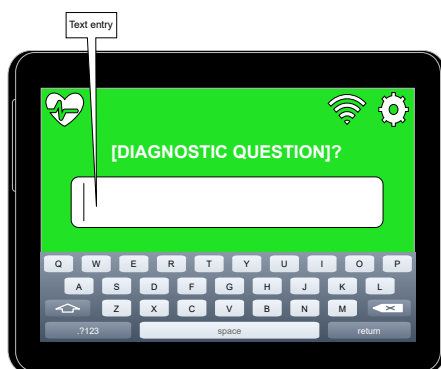 Text entry
[DIAGNOSTIC QUESTION]?
Q W E R T Y U I O P
A S D F G H J K L
Z X C V B N M
.?123 space return